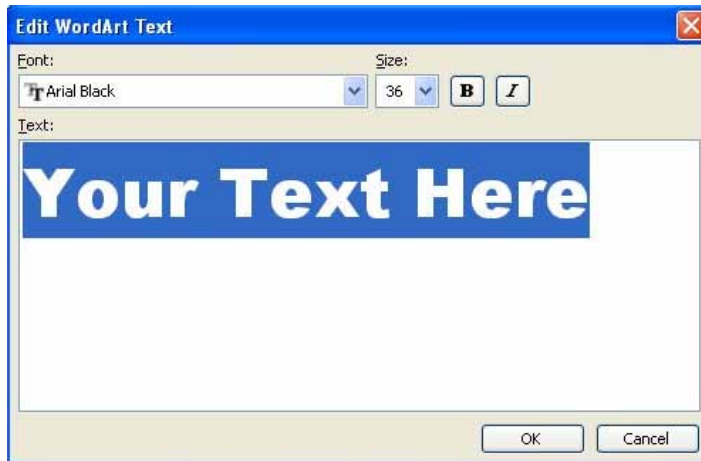 Edit WordArt Text
Font: Size:
Arial Black 36 B I
Text:
Your Text Here
OK Cancel